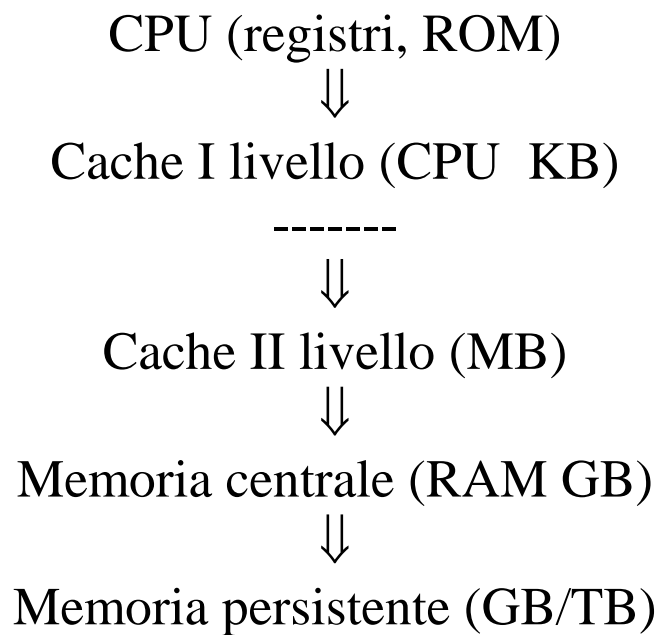 CPU (registri, ROM)
⇓
Cache I livello (CPU KB)
-------
⇓
Cache II livello (MB)
⇓
Memoria centrale (RAM GB)
⇓
Memoria persistente (GB/TB)